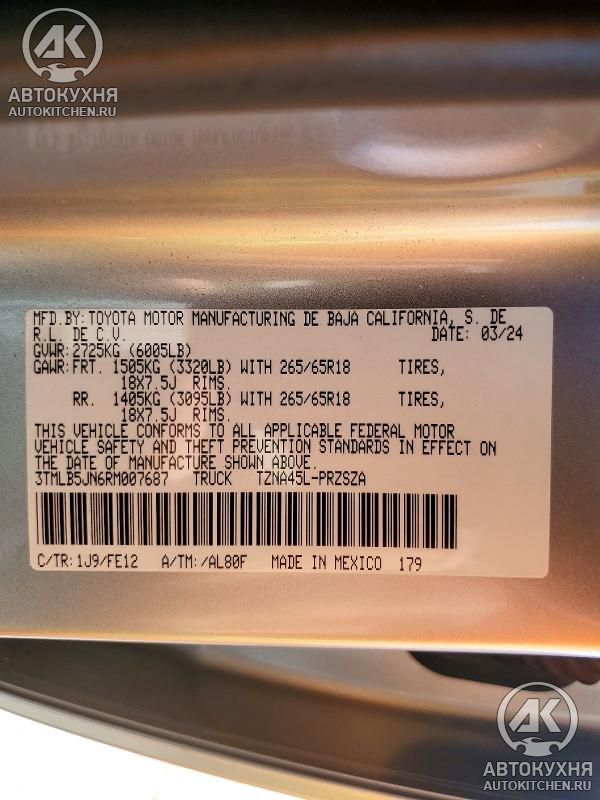 AK
АВТОКУХНЯ
AUTOKITCHEN.RU
MFD.BY:TOYOTA MOTOR MANUFACTURING DE BAJA CALIFORNIA, S. DE
R.L. DE C.V. DATE: 03/24
GVWR:2725KG (6005LB)
GAWR:FRT. 1505KG (3320LB) WITH 265/65R18 TIRES,
18X7.5J RIMS.
RR. 1405KG (3095LB) WITH 265/65R18 TIRES,
18X7.5J RIMS.
THIS VEHICLE CONFORMS TO ALL APPLICABLE FEDERAL MOTOR
VEHICLE SAFETY AND THEFT PREVENTION STANDARDS IN EFFECT ON
THE DATE OF MANUFACTURE SHOWN ABOVE.
3TMLB5JN6RM007687 TRUCK TZNA45L-PRZSZA
C/TR:1J9/FE12 A/TM:/AL80F MADE IN MEXICO 179
AK
АВТОКУХНЯ
AUTOKITCHEN.RU